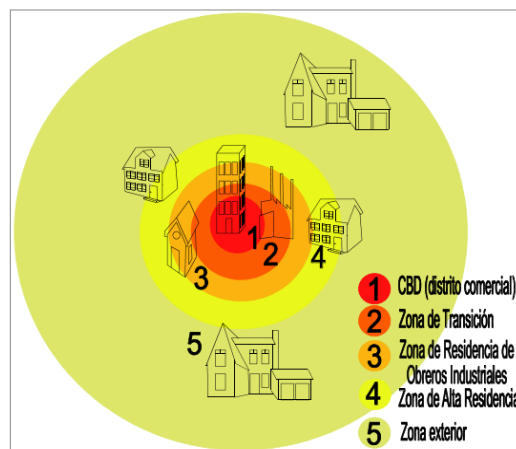 1
2
3
4
5
1 CBD (distrito comercial)
2 Zona de Transición
3 Zona de Residencia de
Obreros Industriales
4 Zona de Alta Residencia
5 Zona exterior